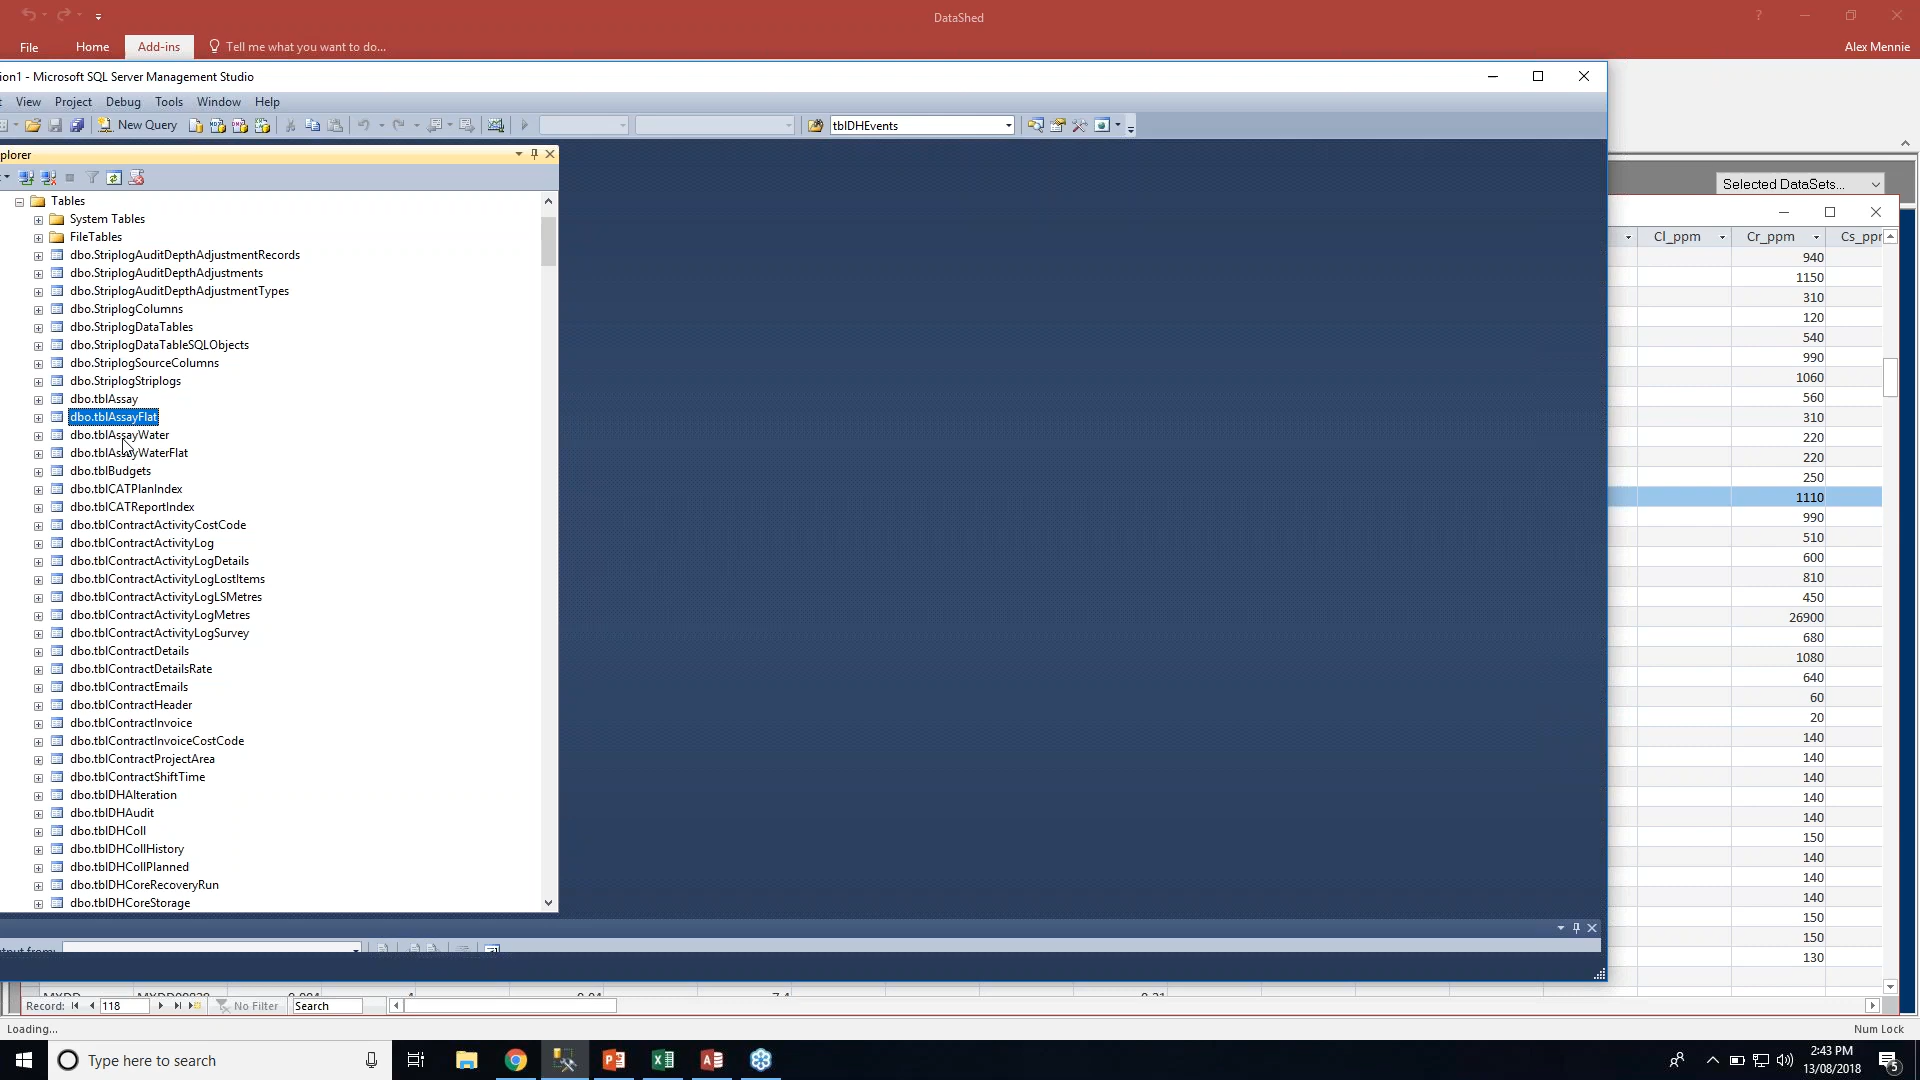 DataShed
File Home Add-ins Tell me what you want to do... Alex Mennie
ion1 - Microsoft SQL Server Management Studio
View Project Debug Tools Window Help
New Query tblDHEvents
plorer
Selected DataSets...
Cl_ppm Cr_ppm Cs_ppr
Tables
System Tables
FileTables
dbo.StriplogAuditDepthAdjustmentRecords
dbo.StriplogAuditDepthAdjustments
dbo.StriplogAuditDepthAdjustmentTypes
dbo.StriplogColumns
dbo.StriplogDataTables
dbo.StriplogDataTableSQLObjects
dbo.StriplogSourceColumns
dbo.StriplogStriplogs
dbo.tblAssay
dbo.tblAssayFlat
dbo.tblAssayWater
dbo.tblAssayWaterFlat
dbo.tblBudgets
dbo.tblCATPlanIndex
dbo.tblCATReportIndex
dbo.tblContractActivityCostCode
dbo.tblContractActivityLog
dbo.tblContractActivityLogDetails
dbo.tblContractActivityLogLostItems
dbo.tblContractActivityLogLSMetres
dbo.tblContractActivityLogMetres
dbo.tblContractActivityLogSurvey
dbo.tblContractDetails
dbo.tblContractDetailsRate
dbo.tblContractEmails
dbo.tblContractHeader
dbo.tblContractInvoice
dbo.tblContractInvoiceCostCode
dbo.tblContractProjectArea
dbo.tblContractShiftTime
dbo.tblDHAlteration
dbo.tblDHAudit
dbo.tblDHColl
dbo.tblDHCollHistory
dbo.tblDHCollPlanned
dbo.tblDHCoreRecoveryRun
dbo.tblDHCoreStorage
940
1150
310
120
540
990
1060
560
310
220
220
250
1110
990
510
600
810
450
26900
680
1080
640
60
20
140
140
140
140
140
150
140
140
140
150
150
130
Record: 118 No Filter Search
Loading... Num Lock
Type here to search
2:43 PM
13/08/2018
5